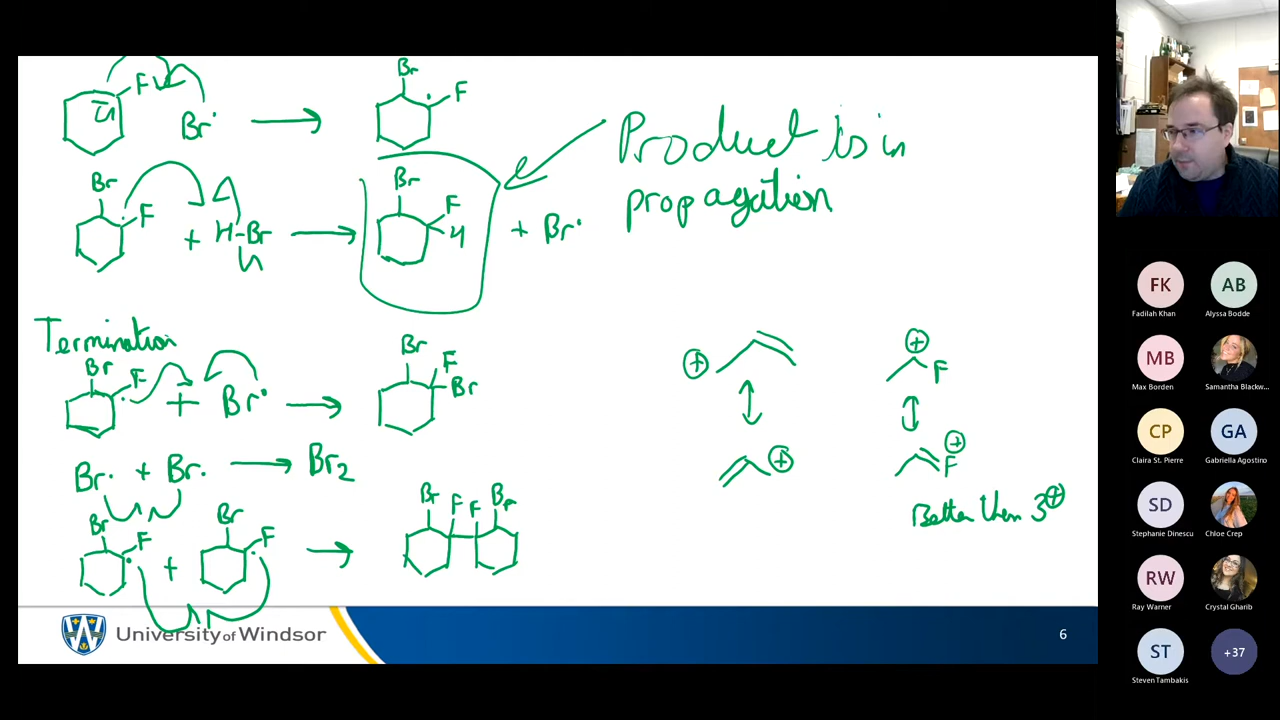 Br
F
F
Br•
Product is in
propagation
Br
F
+ H-Br
Br
F
H
+ Br•
Termination
Br
F
+ Br•
Br
F
Br
Br• + Br• → Br2
Br
F
+
Br
F
Br F F Br
+
+
+
F
+
F
Better then 3+
University of Windsor
6
FK
Fadilah Khan
AB
Alyssa Bodde
MB
Max Borden
Samantha Blackw...
CP
Claira St. Pierre
GA
Gabriella Agostino
SD
Stephanie Dinescu
Chloe Crep
RW
Ray Warner
Crystal Gharib
ST
Steven Tambakis
+37